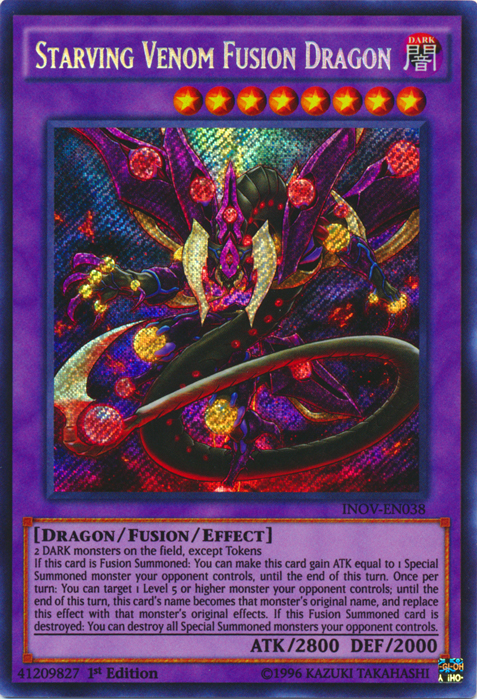 STARVING VENOM FUSION DRAGON
DARK
闇
INOV-EN038
[DRAGON/FUSION/EFFECT]
2 DARK monsters on the field, except Tokens
If this card is Fusion Summoned: You can make this card gain ATK equal to 1 Special
Summoned monster your opponent controls, until the end of this turn. Once per
turn: You can target 1 Level 5 or higher monster your opponent controls; until the
end of this turn, this card's name becomes that monster's original name, and replace
this effect with that monster's original effects. If this Fusion Summoned card is
destroyed: You can destroy all Special Summoned monsters your opponent controls.
ATK/2800 DEF/2000
41209827 1st Edition ©1996 KAZUKI TAKAHASHI